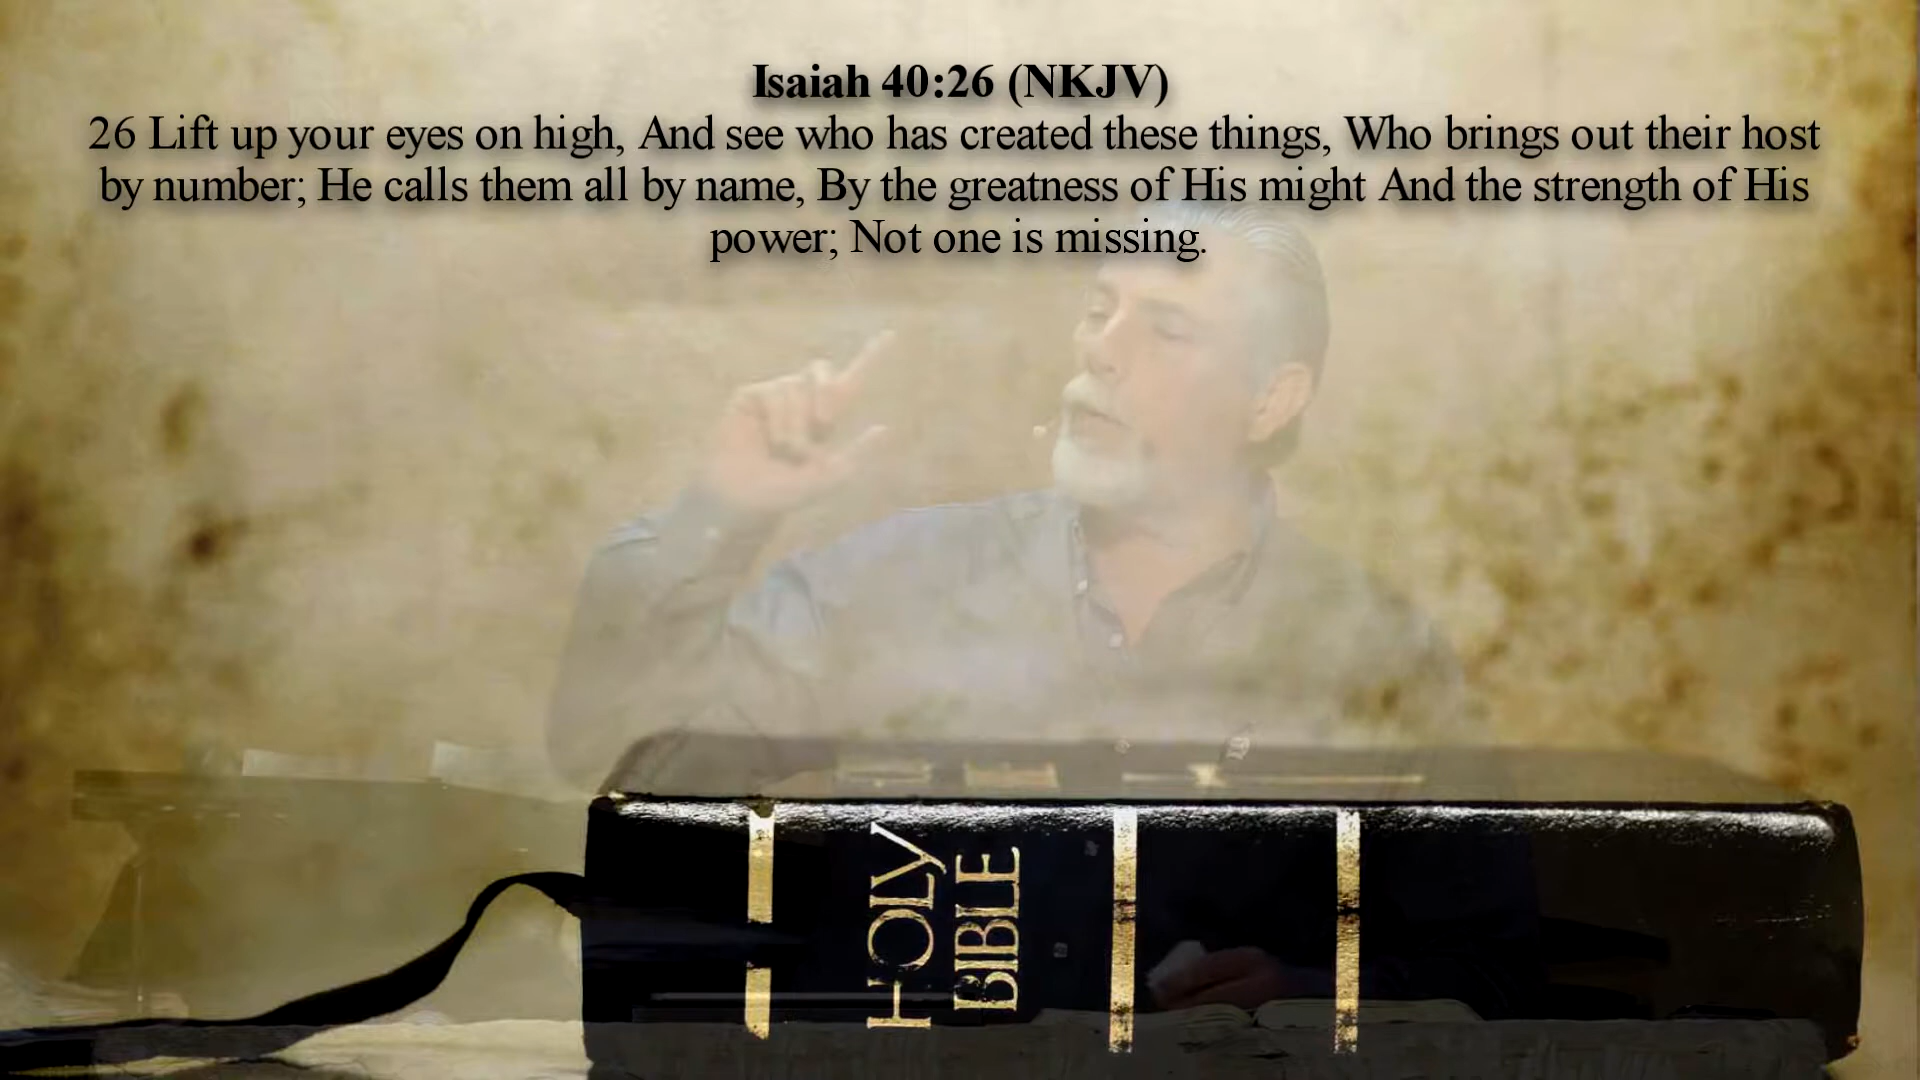 Isaiah 40:26 (NKJV)
26 Lift up your eyes on high, And see who has created these things, Who brings out their host
by number; He calls them all by name, By the greatness of His might And the strength of His
power; Not one is missing.
HOLY
BIBLE